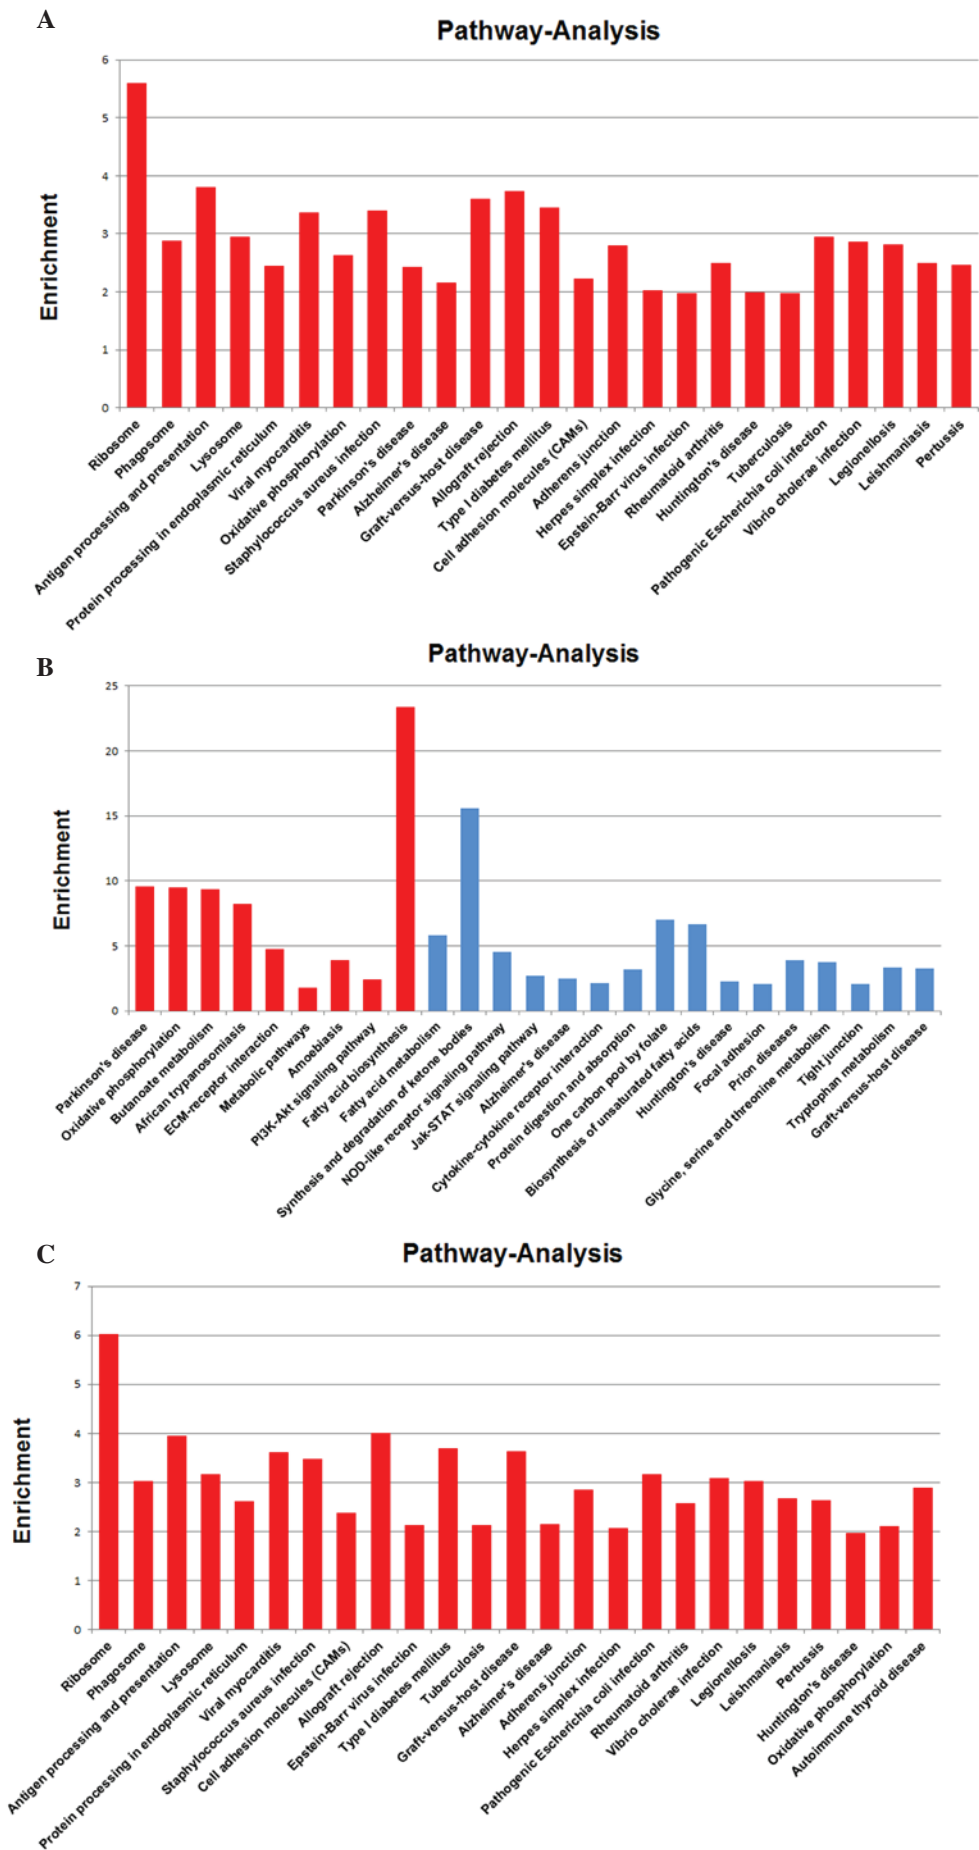 A
Pathway-Analysis
Enrichment
6
5
4
3
2
1
0
Ribosome
Phagosome
Antigen processing and presentation
Lysosome
Protein processing in endoplasmic reticulum
Viral myocarditis
Oxidative phosphorylation
Staphylococcus aureus infection
Parkinson's disease
Alzheimer's disease
Graft-versus-host disease
Allograft rejection
Type I diabetes mellitus
Cell adhesion molecules (CAMs)
Adherens junction
Herpes simplex infection
Epstein-Barr virus infection
Rheumatoid arthritis
Huntington's disease
Tuberculosis
Pathogenic Escherichia coli infection
Vibrio cholerae infection
Legionellosis
Leishmaniasis
Pertussis
B
Pathway-Analysis
Enrichment
25
20
15
10
5
0
Parkinson's disease
Oxidative phosphorylation
Butanoate metabolism
African trypanosomiasis
ECM-receptor interaction
Metabolic pathways
Amoebiasis
PI3K-Akt signaling pathway
Fatty acid biosynthesis
Fatty acid metabolism
Synthesis and degradation of ketone bodies
NOD-like receptor signaling pathway
Jak-STAT signaling pathway
Alzheimer's disease
Cytokine-cytokine receptor interaction
Protein digestion and absorption
One carbon pool by folate
Biosynthesis of unsaturated fatty acids
Huntington's disease
Focal adhesion
Prion diseases
Glycine, serine and threonine metabolism
Tight junction
Tryptophan metabolism
Graft-versus-host disease
C
Pathway-Analysis
Enrichment
7
6
5
4
3
2
1
0
Ribosome
Phagosome
Antigen processing and presentation
Lysosome
Protein processing in endoplasmic reticulum
Viral myocarditis
Staphylococcus aureus infection
Cell adhesion molecules (CAMs)
Allograft rejection
Epstein-Barr virus infection
Type I diabetes mellitus
Tuberculosis
Graft-versus-host disease
Alzheimer's disease
Adherens junction
Herpes simplex infection
Pathogenic Escherichia coli infection
Rheumatoid arthritis
Vibrio cholerae infection
Legionellosis
Leishmaniasis
Pertussis
Huntington's disease
Oxidative phosphorylation
Autoimmune thyroid disease